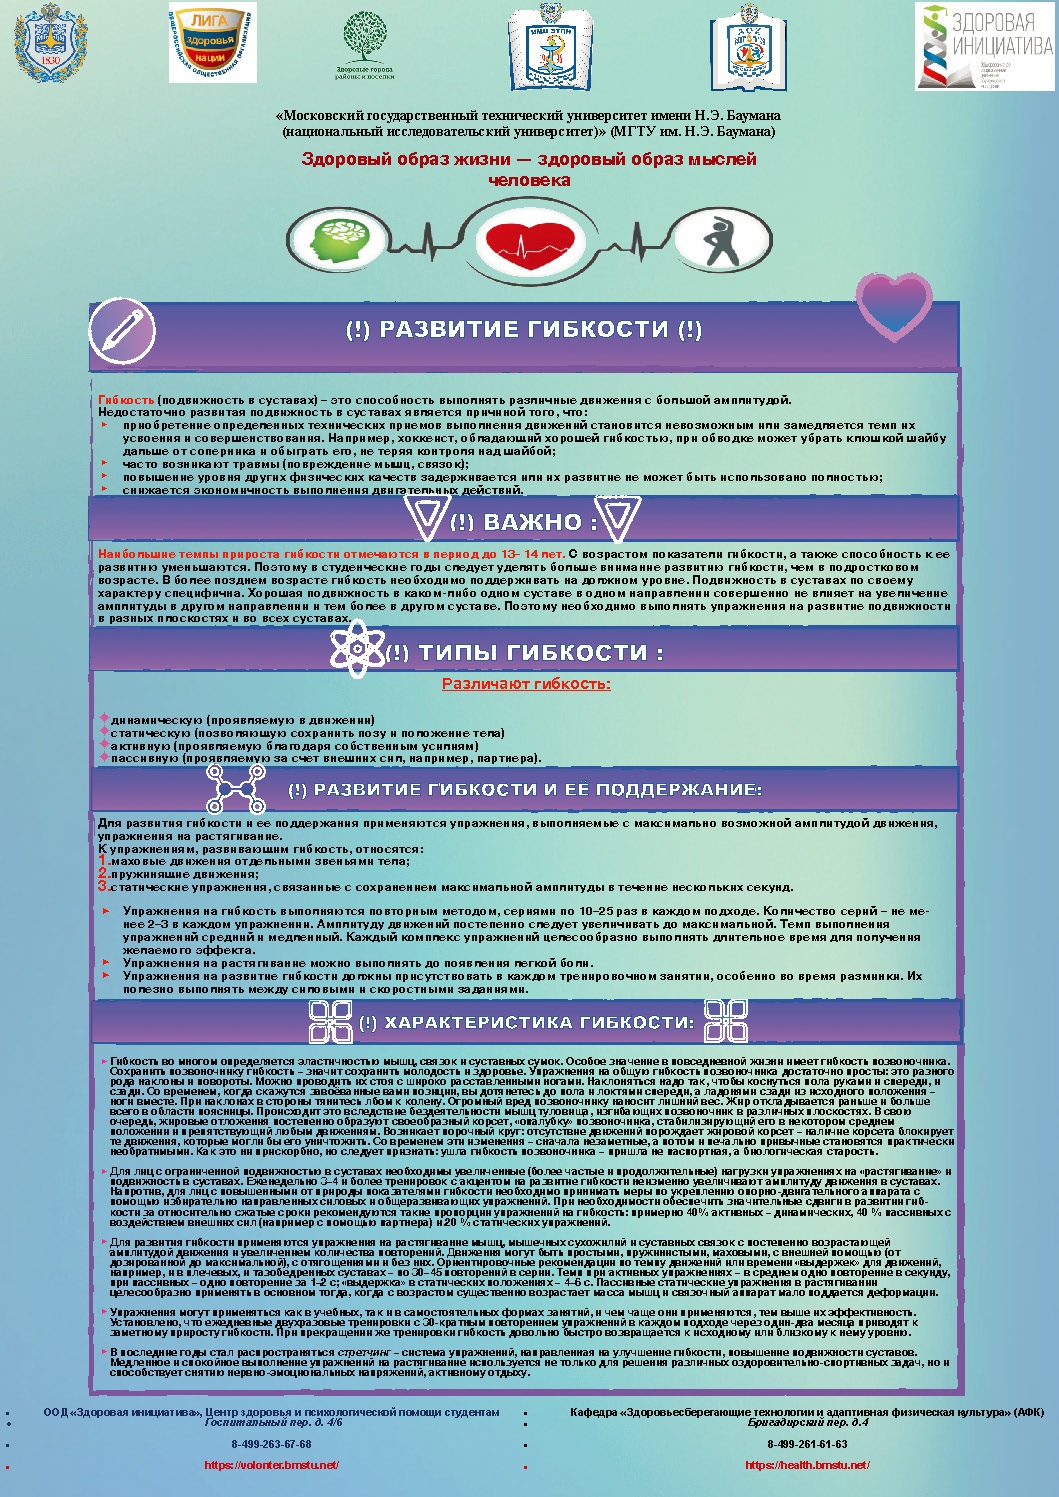 1830
ЛИГА
здоровья
нации
ОБЩЕРОССИЙСКАЯ ОБЩЕСТВЕННАЯ ОРГАНИЗАЦИЯ
Здоровые города
районы и поселки
ЗДОРОВАЯ
ИНИЦИАТИВА
«Московский государственный технический университет имени Н.Э. Баумана
(национальный исследовательский университет)» (МГТУ им. Н.Э. Баумана)
Здоровый образ жизни — здоровый образ мыслей
человека
(!) РАЗВИТИЕ ГИБКОСТИ (!)
Гибкость (подвижность в суставах) – это способность выполнять различные движения с большой амплитудой.
Недостаточно развитая подвижность в суставах является причиной того, что:
приобретение определенных технических приемов выполнения движений становится невозможным или замедляется темп их
усвоения и совершенствования. Например, хоккеист, обладающий хорошей гибкостью, при обводке может убрать клюшкой шайбу
дальше от соперника и обыграть его, не теряя контроля над шайбой;
часто возникают травмы (повреждение мышц, связок);
повышение уровня других физических качеств задерживается или их развитие не может быть использовано полностью;
снижается экономичность выполнения двигательных действий.
(!) ВАЖНО :
Наибольшие темпы прироста гибкости отмечаются в период до 13– 14 лет. С возрастом показатели гибкости, а также способность к ее
развитию уменьшаются. Поэтому в студенческие годы следует уделять больше внимание развитию гибкости, чем в подростковом
возрасте. В более позднем возрасте гибкость необходимо поддерживать на должном уровне. Подвижность в суставах по своему
характеру специфична. Хорошая подвижность в каком-либо одном суставе в одном направлении совершенно не влияет на увеличение
амплитуды в другом направлении и тем более в другом суставе. Поэтому необходимо выполнять упражнения на развитие подвижности
в разных плоскостях и во всех суставах.
(!) ТИПЫ ГИБКОСТИ :
Различают гибкость:
динамическую (проявляемую в движении)
статическую (позволяющую сохранить позу и положение тела)
активную (проявляемую благодаря собственным усилиям)
пассивную (проявляемую за счет внешних сил, например, партнера).
(!) РАЗВИТИЕ ГИБКОСТИ И ЕЁ ПОДДЕРЖАНИЕ:
Для развития гибкости и ее поддержания применяются упражнения, выполняемые с максимально возможной амплитудой движения,
упражнения на растягивание.
К упражнениям, развивающим гибкость, относятся:
1.маховые движения отдельными звеньями тела;
2.пружинящие движения;
3.статические упражнения, связанные с сохранением максимальной амплитуды в течение нескольких секунд.
Упражнения на гибкость выполняются повторным методом, сериями по 10–25 раз в каждом подходе. Количество серий – не ме-
нее 2–3 в каждом упражнении. Амплитуду движений постепенно следует увеличивать до максимальной. Темп выполнения
упражнений средний и медленный. Каждый комплекс упражнений целесообразно выполнять длительное время для получения
желаемого эффекта.
Упражнения на растягивание можно выполнять до появления легкой боли.
Упражнения на развитие гибкости должны присутствовать в каждом тренировочном занятии, особенно во время разминки. Их
полезно выполнять между силовыми и скоростными заданиями.
(!) ХАРАКТЕРИСТИКА ГИБКОСТИ:
Гибкость во многом определяется эластичностью мышц, связок и суставных сумок. Особое значение в повседневной жизни имеет гибкость позвоночника.
Сохранить позвоночнику гибкость – значит сохранить молодость и здоровье. Упражнения на общую гибкость позвоночника достаточно просты: это разного
рода наклоны и повороты. Можно проводить их стоя с широко расставленными ногами. Наклоняться надо так, чтобы коснуться пола руками и спереди, и
сзади. Со временем, когда скажутся завоёванные вами позиции, вы дотянетесь до пола и локтями спереди, а ладонями сзади из исходного положения –
ноги вместе. При наклонах в стороны тянитесь лбом к колену. Огромный вред позвоночнику наносит лишний вес. Жир откладывается раньше и больше
всего в области поясницы. Происходит это вследствие бездеятельности мышц туловища, изгибающих позвоночник в различных плоскостях. В свою
очередь, жировые отложения постепенно образуют своеобразный корсет, «опалубку» позвоночника, стабилизирующий его в некотором среднем
положении и препятствующий любым движениям. Возникает порочный круг: отсутствие движений порождает жировой корсет – наличие корсета блокирует
те движения, которые могли бы его уничтожить. Со временем эти изменения – сначала незаметные, а потом и печально привычные становятся практически
необратимыми. Как это ни прискорбно, но следует признать: ушла гибкость позвоночника – пришла не паспортная, а биологическая старость.
Для лиц с ограниченной подвижностью в суставах необходимы увеличенные (более частые и продолжительные) нагрузки упражнениях на «растягивание» и
подвижность в суставах. Еженедельно 3–4 и более тренировок с акцентом на развитие гибкости неизменно увеличивают амплитуду движения в суставах.
Напротив, для лиц с повышенными от природы показателями гибкости необходимо принимать меры по укреплению опорно-двигательного аппарата с
помощью избирательно направленных силовых и общеразвивающих упражнений. При необходимости обеспечить значительные сдвиги в развитии гиб-
кости за относительно сжатые сроки рекомендуются такие пропорции упражнений на гибкость: примерно 40% активных – динамических, 40 % пассивных с
воздействием внешних сил (например с помощью партнера) и 20 % статических упражнений.
Для развития гибкости применяются упражнения на растягивание мышц, мышечных сухожилий и суставных связок с постепенно возрастающей
амплитудой движения и увеличением количества повторений. Движения могут быть простыми, пружинистыми, маховыми, с внешней помощью (от
дозированной до максимальной), с отягощениями и без них. Ориентировочные рекомендации по темпу движений или времени «выдержек» для движений,
например, и в плечевых, и тазобедренных суставах – по 30–45 повторений в серии. Темп при активных упражнениях – в среднем одно повторение в секунду,
при пассивных – одно повторение за 1–2 с; «выдержка» в статических положениях – 4–6 с. Пассивные статические упражнения в растягивании
целесообразно применять в основном тогда, когда с возрастом существенно возрастает масса мышц и связочный аппарат мало поддается деформации.
Упражнения могут применяться как в учебных, так и в самостоятельных формах занятий, и чем чаще они применяются, тем выше их эффективность.
Установлено, что ежедневные двухразовые тренировки с 30-кратным повторением упражнений в каждом подходе через один-два месяца приводят к
заметному приросту гибкости. При прекращении же тренировки гибкость довольно быстро возвращается к исходному или близкому к нему уровню.
В последние годы стал распространяться стретчинг – система упражнений, направленная на улучшение гибкости, повышение подвижности суставов.
Медленное и спокойное выполнение упражнений на растягивание используется не только для решения различных оздоровительно-спортивных задач, но и
способствует снятию нервно-эмоциональных напряжений, активному отдыху.
ООД «Здоровая инициатива», Центр здоровья и психологической помощи студентам
Госпитальный пер. д. 4/6
8-499-263-67-68
https://volonter.bmstu.net/
Кафедра «Здоровьесберегающие технологии и адаптивная физическая культура» (АФК)
Бригадирский пер. д.4
8-499-261-61-63
https://health.bmstu.net/